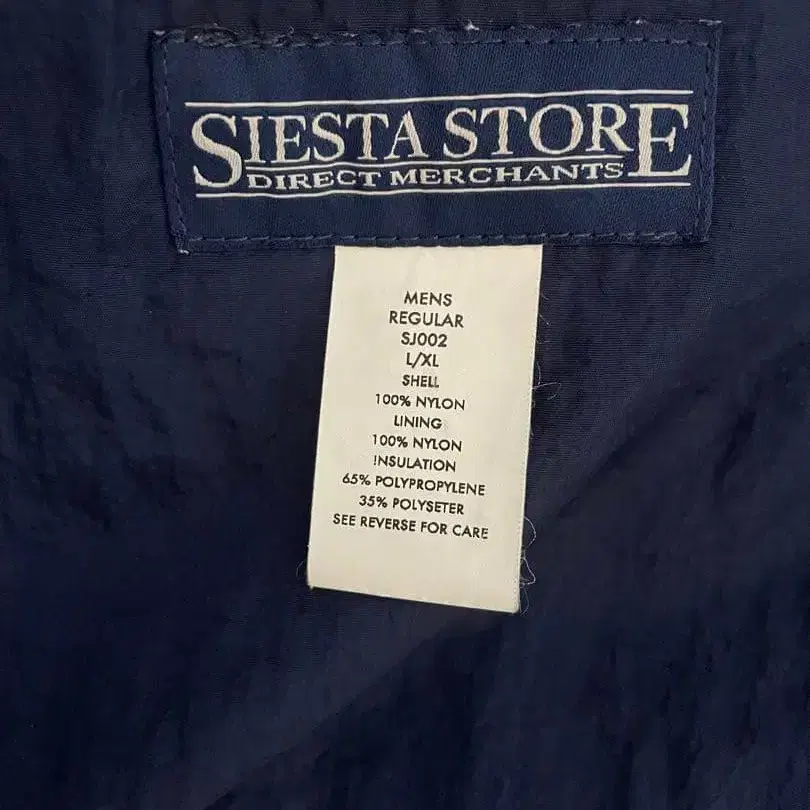 SIESTA STORE
DIRECT MERCHANTS
MENS
REGULAR
SJ002
L/XL
SHELL
100% NYLON
LINING
100% NYLON
INSULATION
65% POLYPROPYLENE
35% POLYSETER
SEE REVERSE FOR CARE